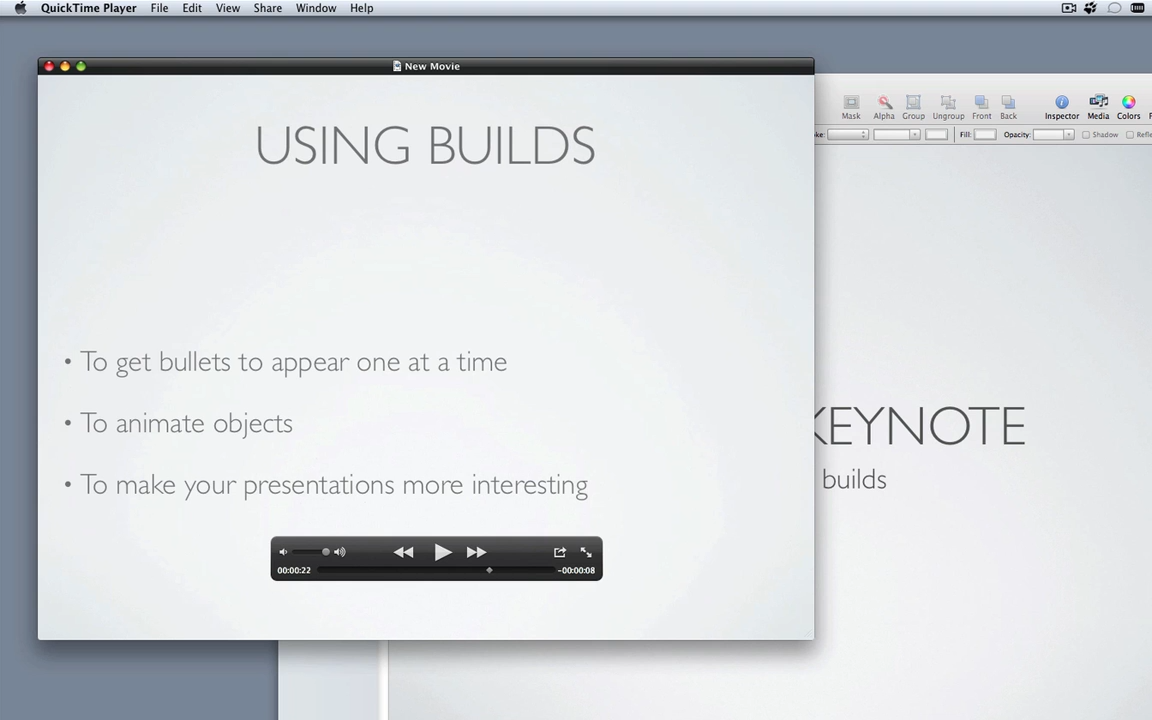 QuickTime Player File Edit View Share Window Help
New Movie
Mask Alpha Group Ungroup Front Back Inspector Media Colors
Fill: Opacity: Shadow
USING BUILDS
• To get bullets to appear one at a time
• To animate objects
• To make your presentations more interesting
00:00:22 -00:00:08
KEYNOTE
builds